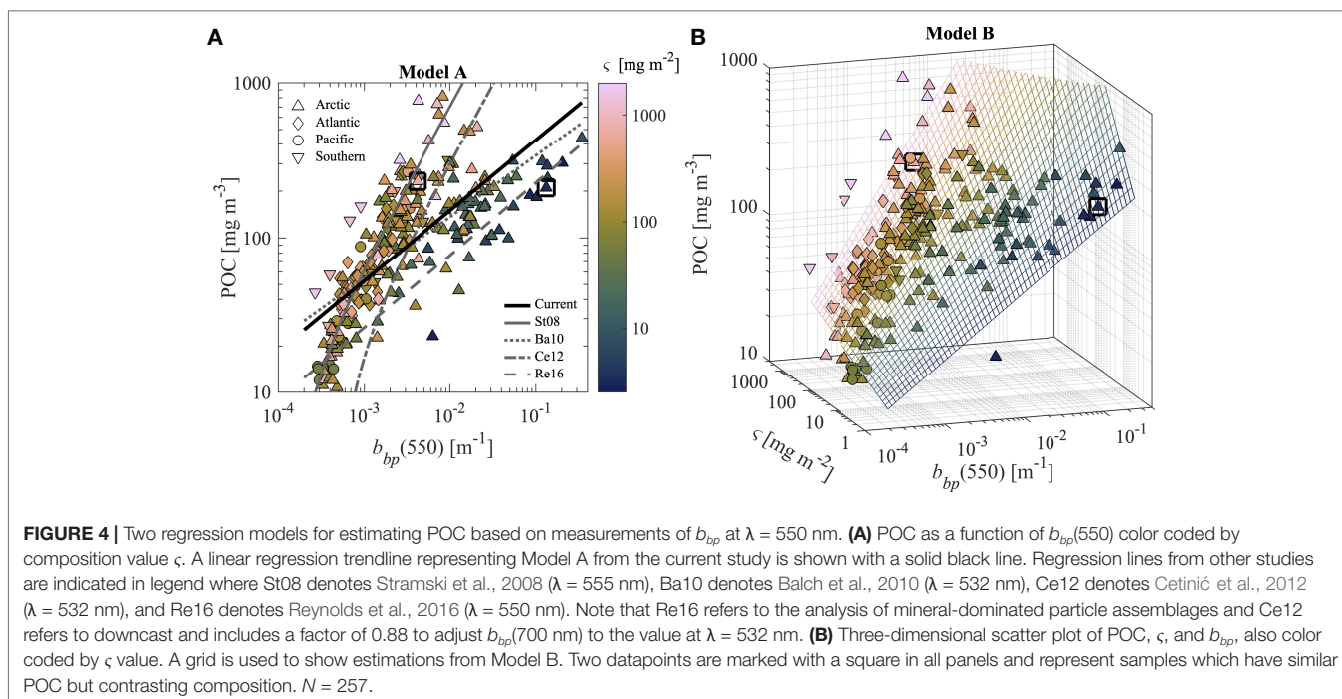 A
Model A
ς [mg m⁻²]
1000
100
10
1000
100
10
POC [mg m⁻³]
Arctic
Atlantic
Pacific
Southern
Current
St08
Ba10
Ce12
Re16
10⁻⁴
10⁻³
10⁻²
10⁻¹
b_bp(550) [m⁻¹]
B
Model B
1000
100
10
POC [mg m⁻³]
1000
100
10
1
ς [mg m⁻²]
10⁻⁴
10⁻³
10⁻²
10⁻¹
b_bp(550) [m⁻¹]
FIGURE 4 | Two regression models for estimating POC based on measurements of b_bp at λ = 550 nm. (A) POC as a function of b_bp(550) color coded by
composition value ς. A linear regression trendline representing Model A from the current study is shown with a solid black line. Regression lines from other studies
are indicated in legend where St08 denotes Stramski et al., 2008 (λ = 555 nm), Ba10 denotes Balch et al., 2010 (λ = 532 nm), Ce12 denotes Cetinić et al., 2012
(λ = 532 nm), and Re16 denotes Reynolds et al., 2016 (λ = 550 nm). Note that Re16 refers to the analysis of mineral-dominated particle assemblages and Ce12
refers to downcast and includes a factor of 0.88 to adjust b_bp(700 nm) to the value at λ = 532 nm. (B) Three-dimensional scatter plot of POC, ς, and b_bp, also color
coded by ς value. A grid is used to show estimations from Model B. Two datapoints are marked with a square in all panels and represent samples which have similar
POC but contrasting composition. N = 257.